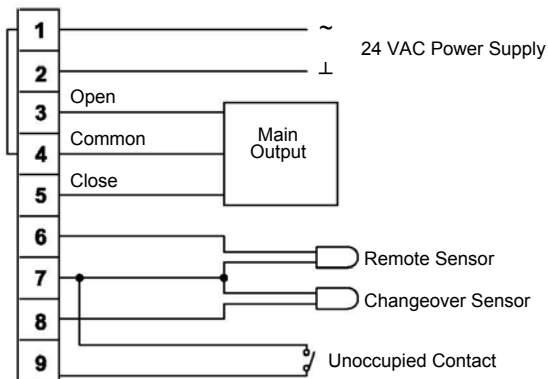 1 ~
24 VAC Power Supply
2 ⊥
3 Open
Main
Output
4 Common
5 Close
6
Remote Sensor
7
Changeover Sensor
8
9 Unoccupied Contact